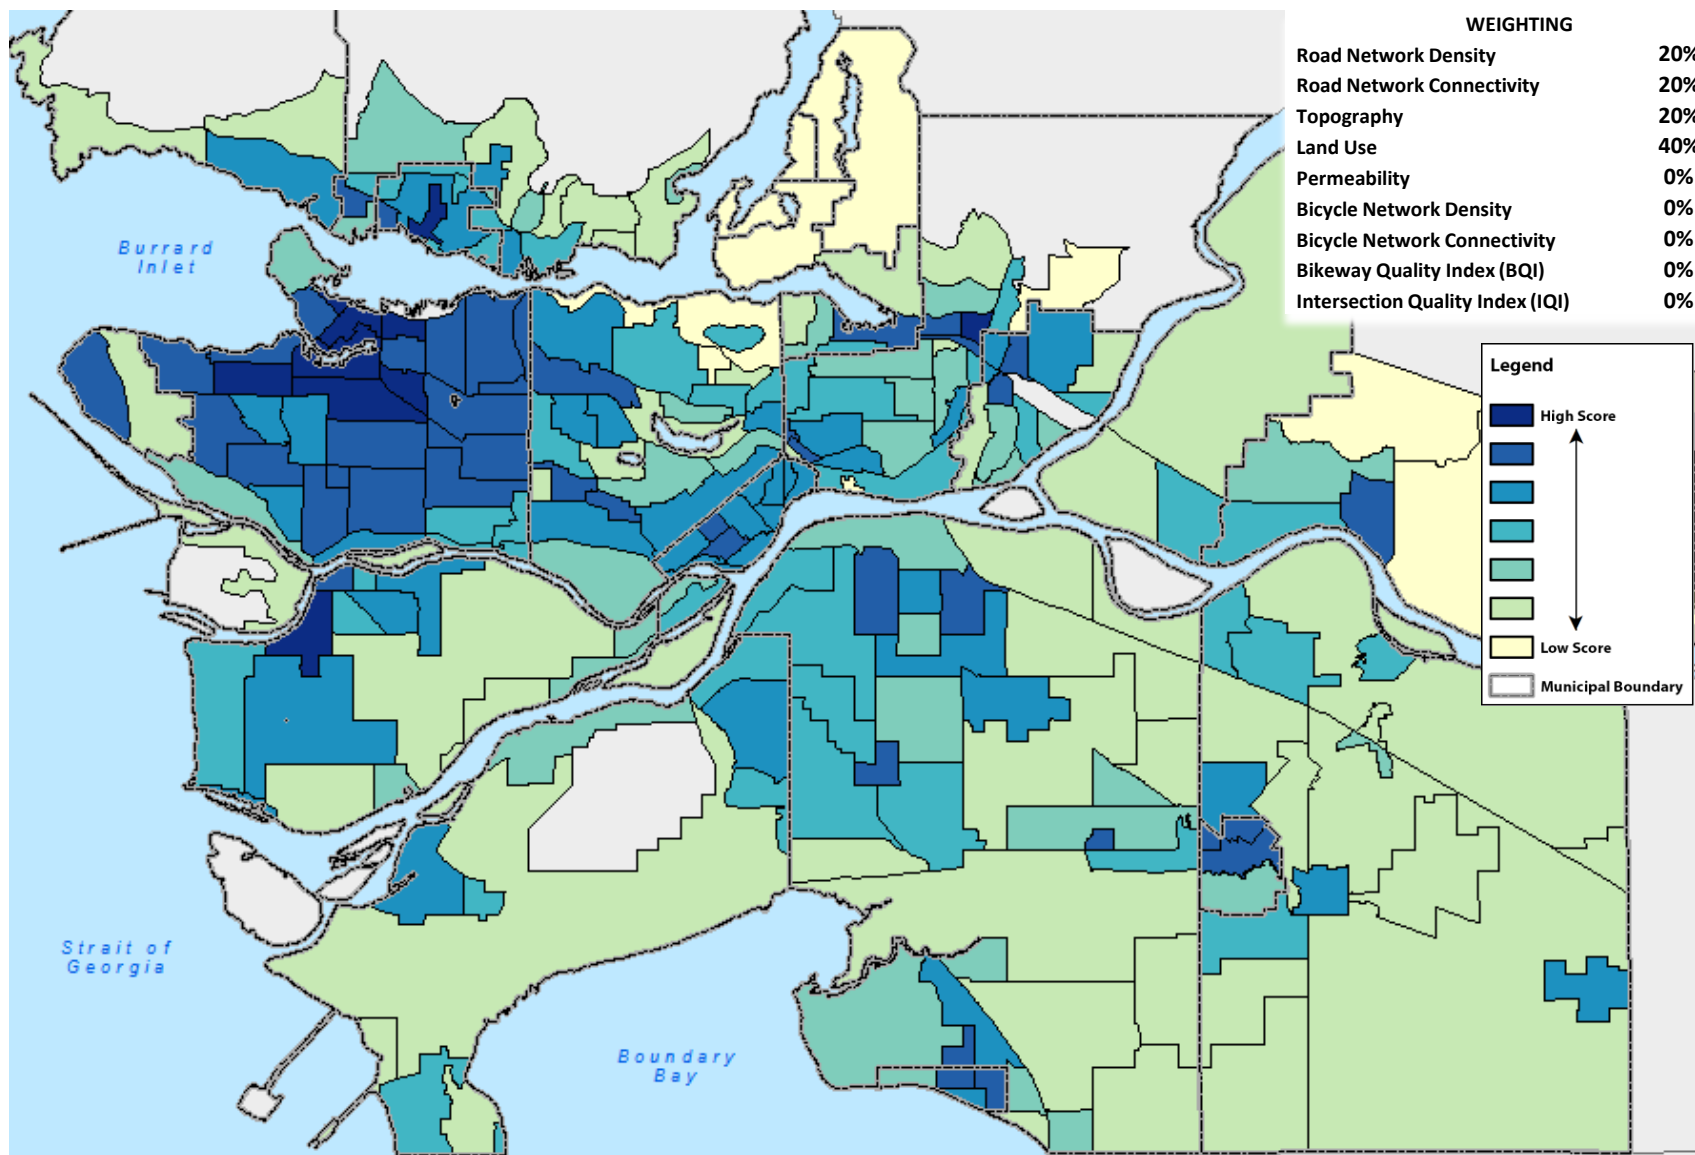 WEIGHTING
Road Network Density 20%
Road Network Connectivity 20%
Topography 20%
Land Use 40%
Permeability 0%
Bicycle Network Density 0%
Bicycle Network Connectivity 0%
Bikeway Quality Index (BQI) 0%
Intersection Quality Index (IQI) 0%
Burrard
Inlet
Legend
High Score
Low Score
Municipal Boundary
Strait of
Georgia
Boundary
Bay